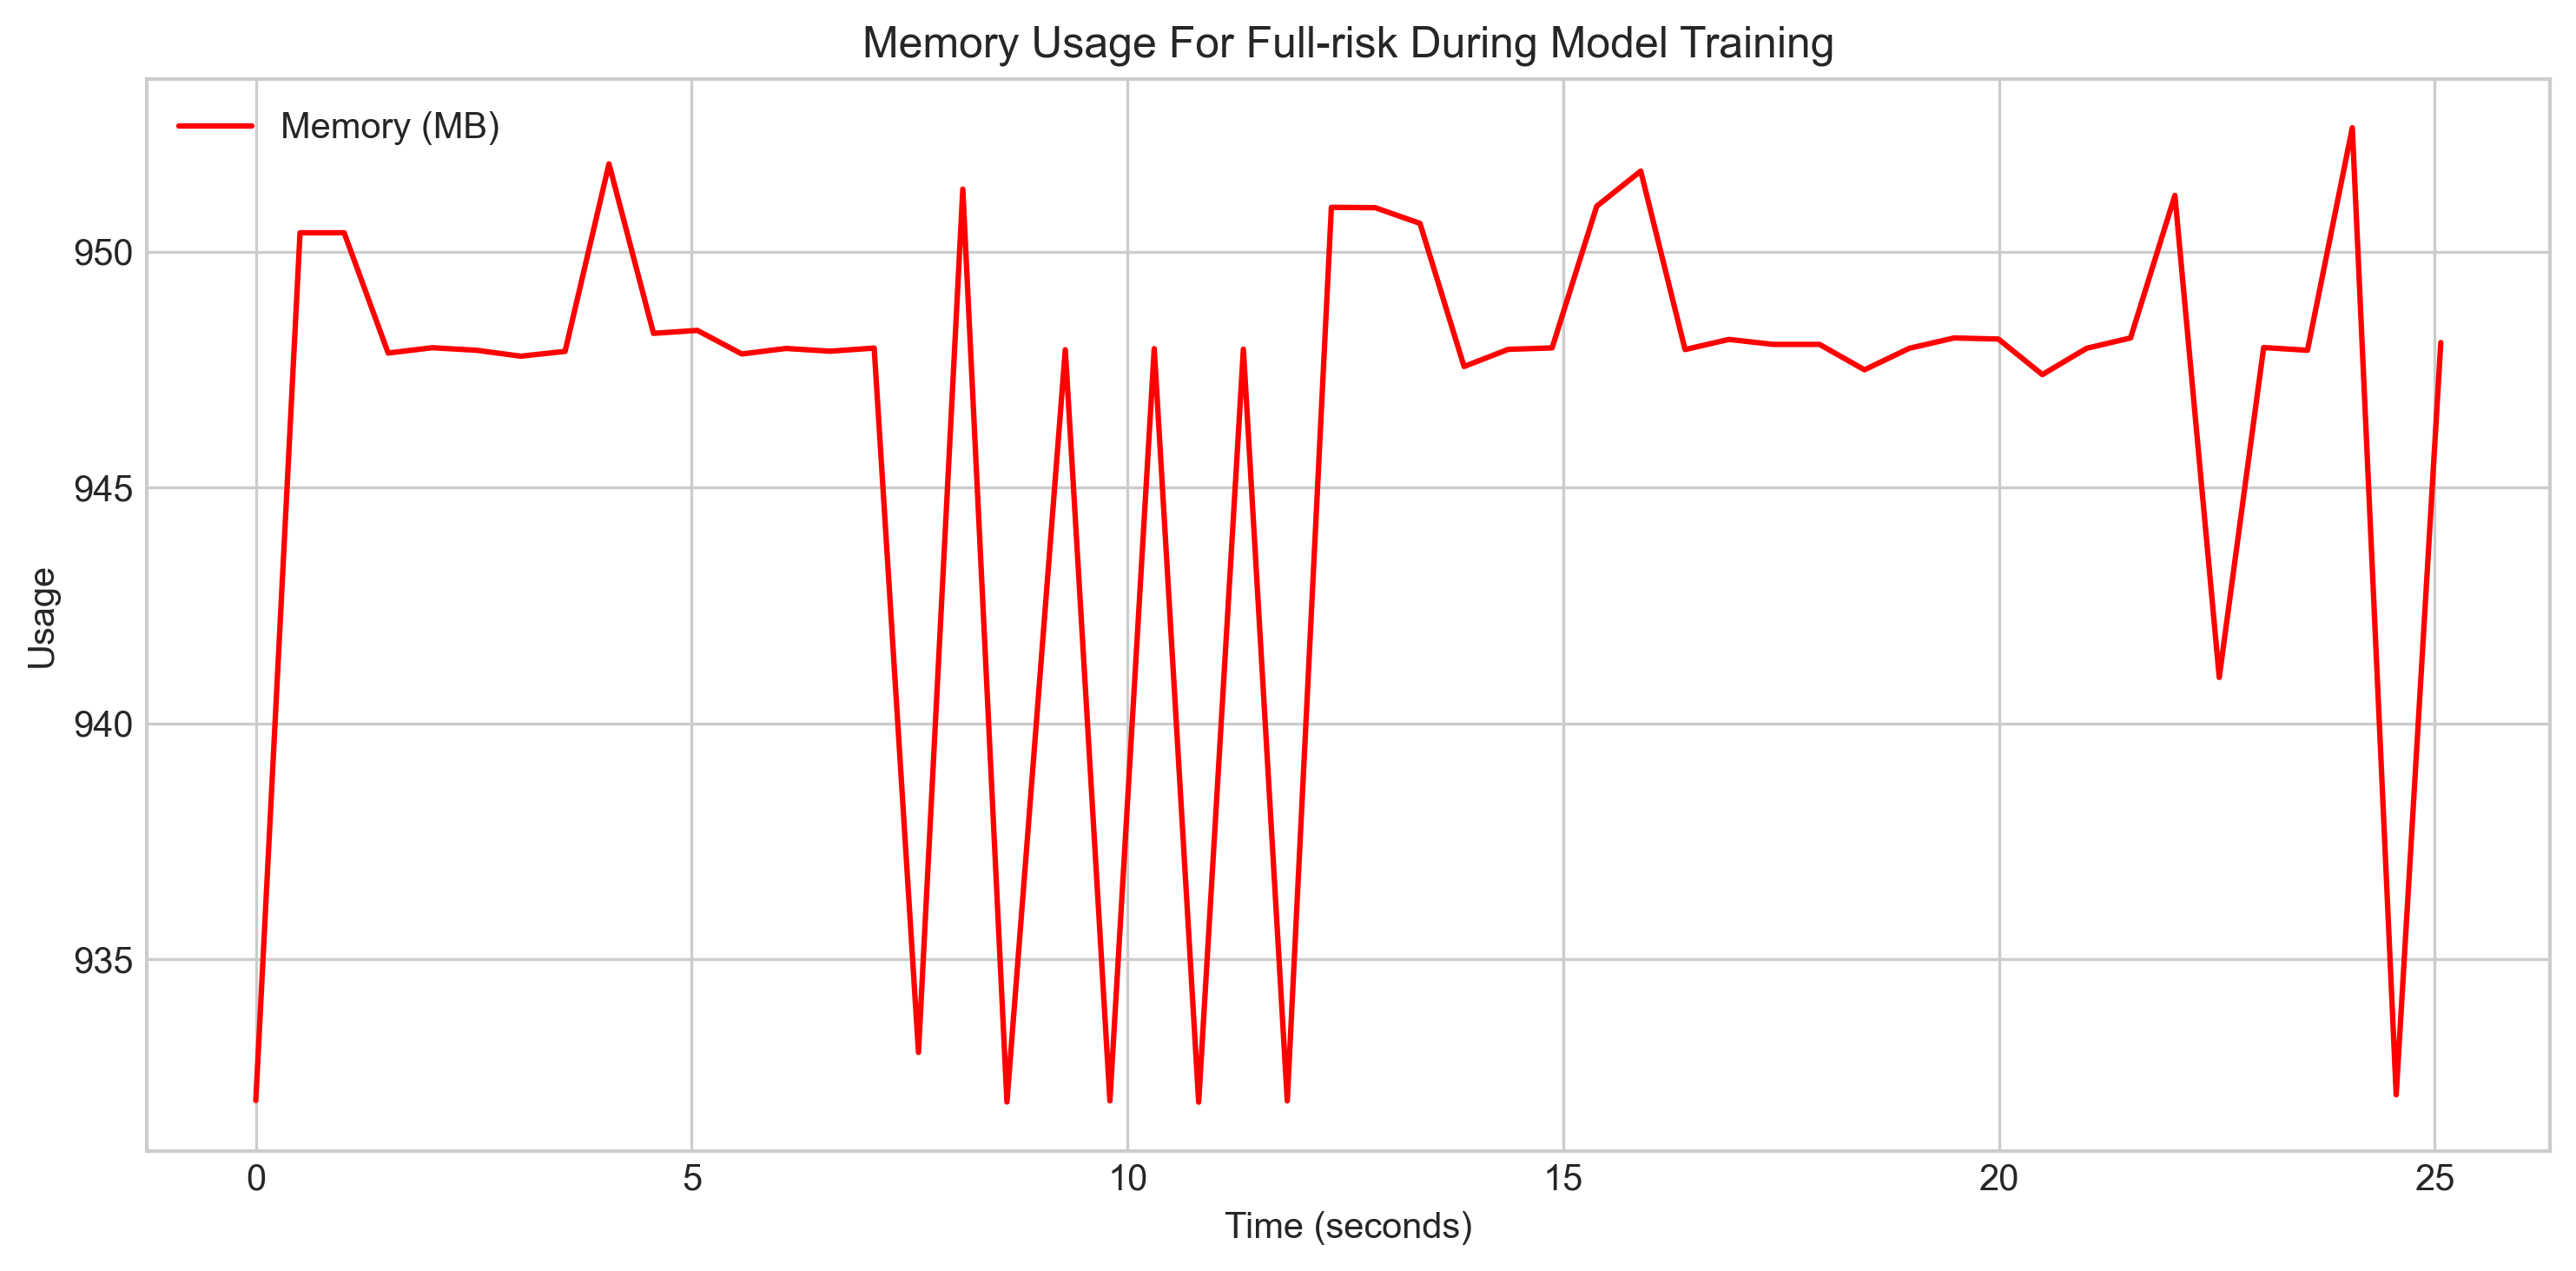 Memory Usage For Full-risk During Model Training
Memory (MB)
950
945
940
935
Usage
0 5 10 15 20 25
Time (seconds)